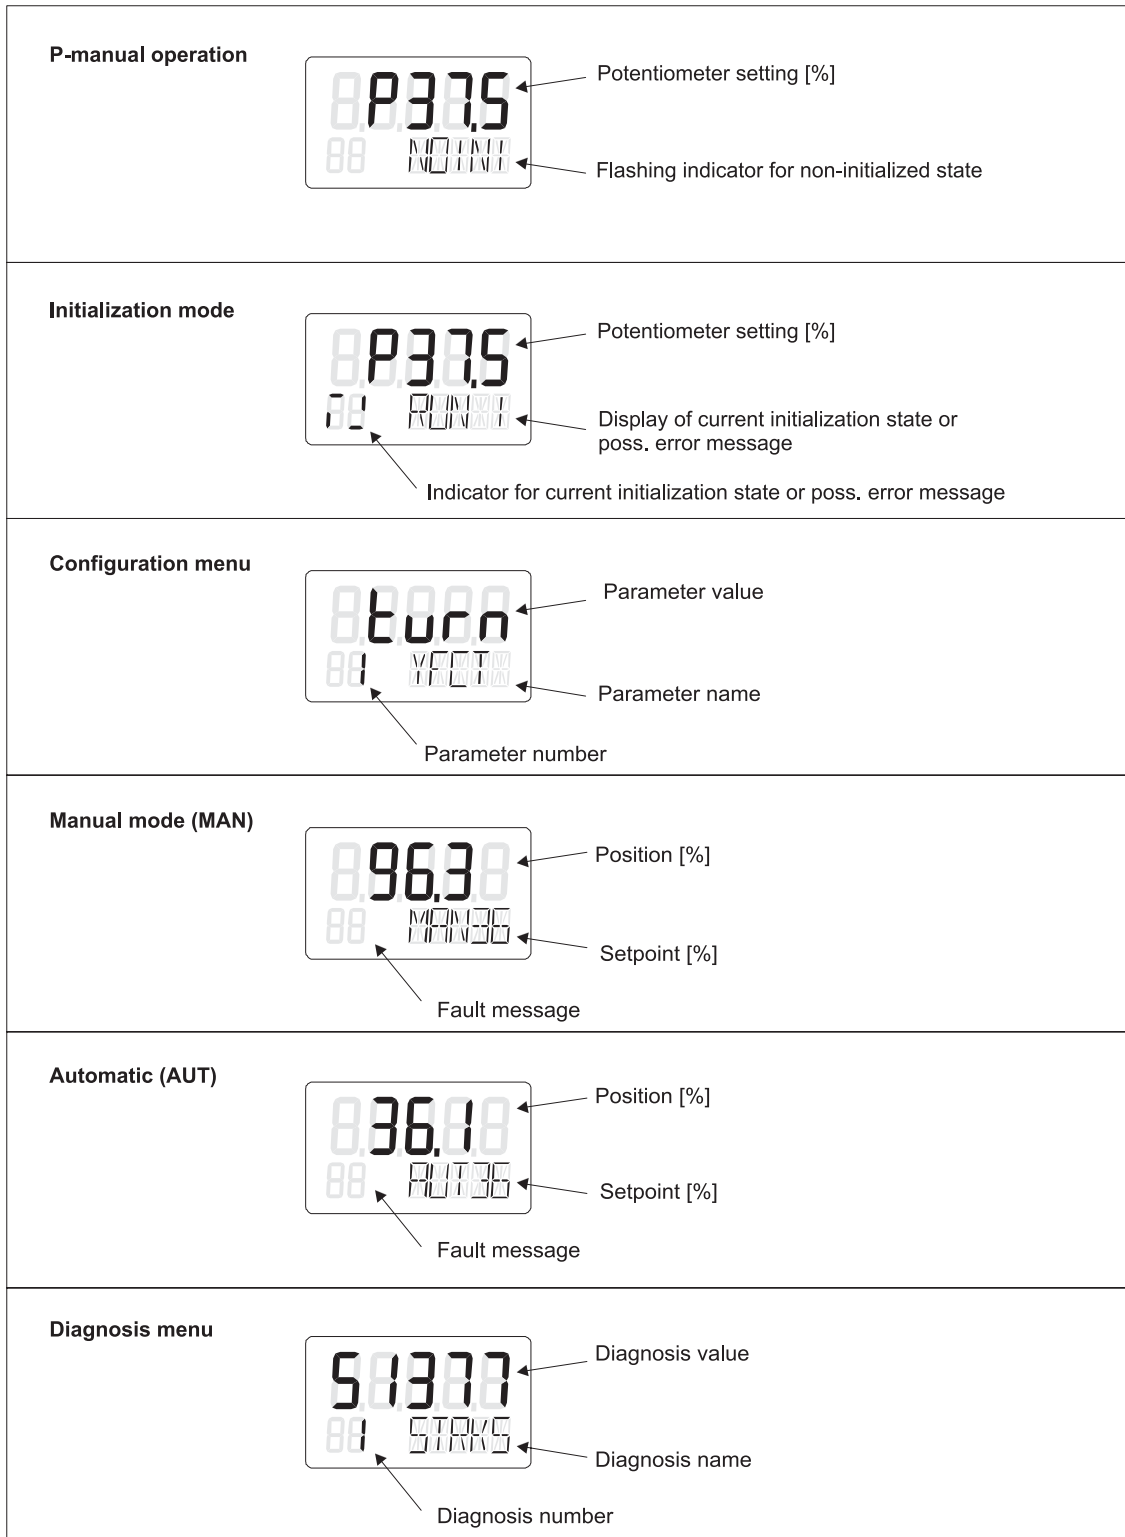 P-manual operation
P37,5
Potentiometer setting [%]
NOINI
Flashing indicator for non-initialized state
Initialization mode
P37,5
Potentiometer setting [%]
RUN 1
Display of current initialization state or
poss. error message
Indicator for current initialization state or poss. error message
Configuration menu
turn
Parameter value
1 YFCT
Parameter name
Parameter number
Manual mode (MAN)
96.3
Position [%]
MAN36
Setpoint [%]
Fault message
Automatic (AUT)
36.1
Position [%]
AUT36
Setpoint [%]
Fault message
Diagnosis menu
51377
Diagnosis value
1 STRKS
Diagnosis name
Diagnosis number